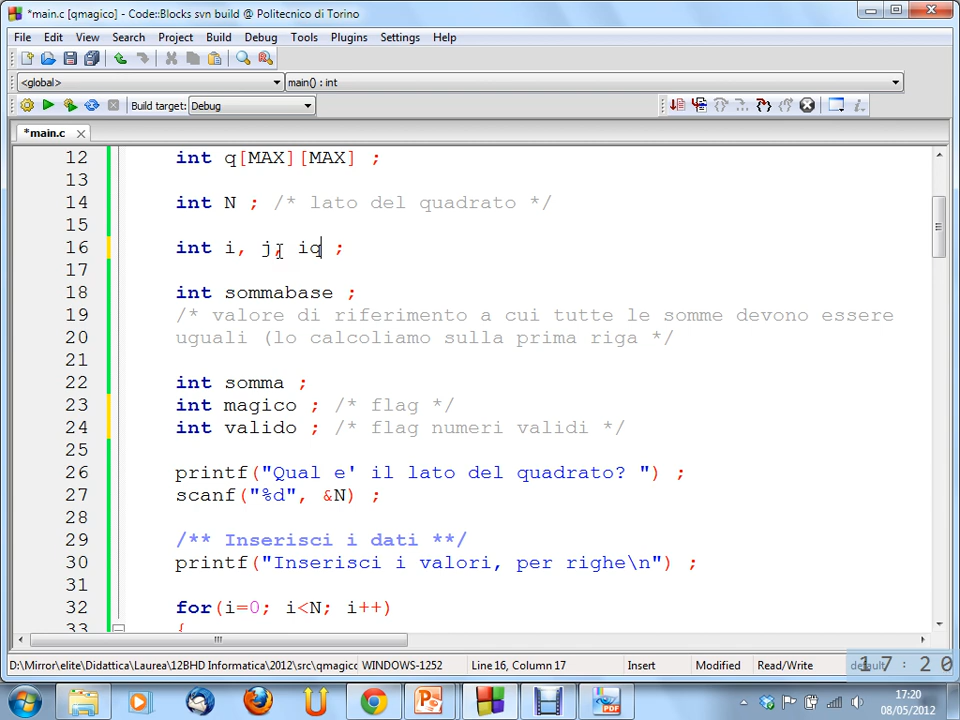 *main.c [qmagico] - Code::Blocks svn build @ Politecnico di Torino
File Edit View Search Project Build Debug Tools Plugins Settings Help
<global> main() : int
Build target: Debug
*main.c
12 int q[MAX][MAX] ;
13
14 int N ; /* lato del quadrato */
15
16 int i, j, iq ;
17
18 int sommabase ;
19 /* valore di riferimento a cui tutte le somme devono essere
20 uguali (lo calcoliamo sulla prima riga */
21
22 int somma ;
23 int magico ; /* flag */
24 int valido ; /* flag numeri validi */
25
26 printf("Qual e' il lato del quadrato? ") ;
27 scanf("%d", &N) ;
28
29 /** Inserisci i dati **/
30 printf("Inserisci i valori, per righe\n") ;
31
32 for(i=0; i<N; i++)
33 {
D:\Mirror\elite\Didattica\Laurea\12BHD Informatica\2012\src\qmagico WINDOWS-1252 Line 16, Column 17 Insert Modified Read/Write default
17:20
17:20
08/05/2012